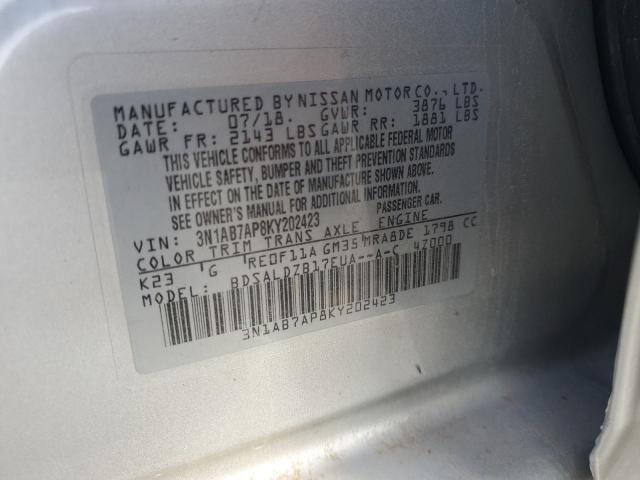 MANUFACTURED BY NISSAN MOTOR CO., LTD.
DATE: 07/18. GVWR: 3876 LBS
GAWR FR: 2143 LBS GAWR RR: 1881 LBS
THIS VEHICLE CONFORMS TO ALL APPLICABLE FEDERAL MOTOR
VEHICLE SAFETY, BUMPER AND THEFT PREVENTION STANDARDS
IN EFFECT ON THE DATE OF MANUFACTURE SHOWN ABOVE.
SEE OWNER'S MANUAL FOR ADDITIONAL INFORMATION.
VIN: 3N1AB7AP8KY202423 PASSENGER CAR.
COLOR TRIM TRANS AXLE ENGINE
K23 G RE0F11A GM35 MRA8DE 1798 CC
MODEL: BDSALDZB17EUA--A-C 4Z000
3N1AB7AP8KY202423